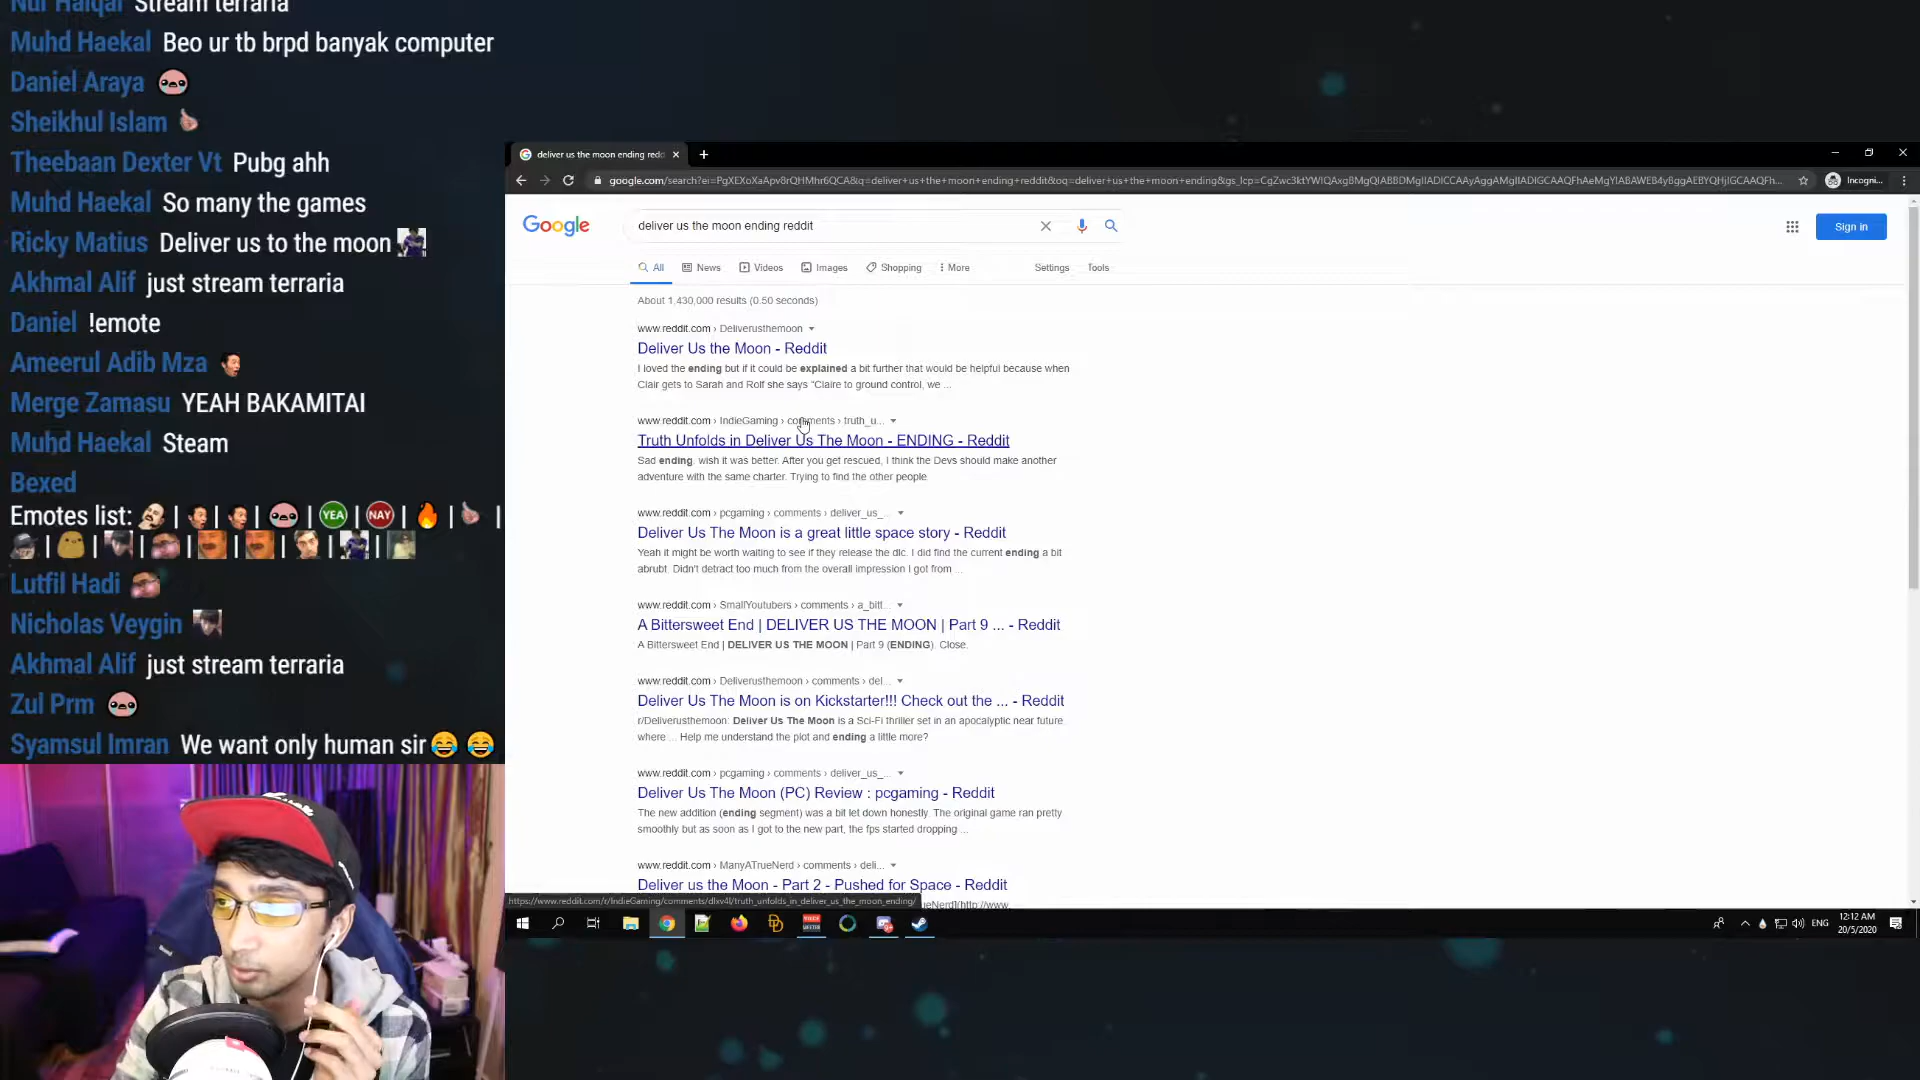 Nur Haiqal Stream terraria
Muhd Haekal Beo ur tb brpd banyak computer
Daniel Araya
Sheikhul Islam
Theebaan Dexter Vt Pubg ahh
Muhd Haekal So many the games
Ricky Matius Deliver us to the moon
Akhmal Alif just stream terraria
Daniel !emote
Ameerul Adib Mza
Merge Zamasu YEAH BAKAMITAI
Muhd Haekal Steam
Bexed
Emotes list: | | | | YEA | NAY | | |
| | | | | | | |
Lutfil Hadi
Nicholas Veygin
Akhmal Alif just stream terraria
Zul Prm
Syamsul Imran We want only human sir
deliver us the moon ending redd
Incogni...
Google
deliver us the moon ending reddit
Sign in
All News Videos Images Shopping More Settings Tools
About 1,430,000 results (0.50 seconds)
www.reddit.com › Deliverusthemoon
Deliver Us the Moon - Reddit
I loved the ending but if it could be explained a bit further that would be helpful because when
Clair gets to Sarah and Rolf she says "Claire to ground control, we ...
www.reddit.com › IndieGaming › comments › truth_u...
Truth Unfolds in Deliver Us The Moon - ENDING - Reddit
Sad ending. wish it was better. After you get rescued, I think the Devs should make another
adventure with the same charter. Trying to find the other people.
www.reddit.com › pcgaming › comments › deliver_us_...
Deliver Us The Moon is a great little space story - Reddit
Yeah it might be worth waiting to see if they release the dlc. I did find the current ending a bit
abrubt. Didn't detract too much from the overall impression I got from ...
www.reddit.com › SmallYoutubers › comments › a_bitt...
A Bittersweet End | DELIVER US THE MOON | Part 9 ... - Reddit
A Bittersweet End | DELIVER US THE MOON | Part 9 (ENDING). Close.
www.reddit.com › Deliverusthemoon › comments › del...
Deliver Us The Moon is on Kickstarter!!! Check out the ... - Reddit
r/Deliverusthemoon: Deliver Us The Moon is a Sci-Fi thriller set in an apocalyptic near future
where ... Help me understand the plot and ending a little more?
www.reddit.com › pcgaming › comments › deliver_us_...
Deliver Us The Moon (PC) Review : pcgaming - Reddit
The new addition (ending segment) was a bit let down honestly. The original game ran pretty
smoothly but as soon as I got to the new part, the fps started dropping ...
www.reddit.com › ManyATrueNerd › comments › deli...
Deliver us the Moon - Part 2 - Pushed for Space - Reddit
https://www.reddit.com/r/IndieGaming/comments/dlxv4l/truth_unfolds_in_deliver_us_the_moon_ending/
ENG
12:12 AM
20/5/2020